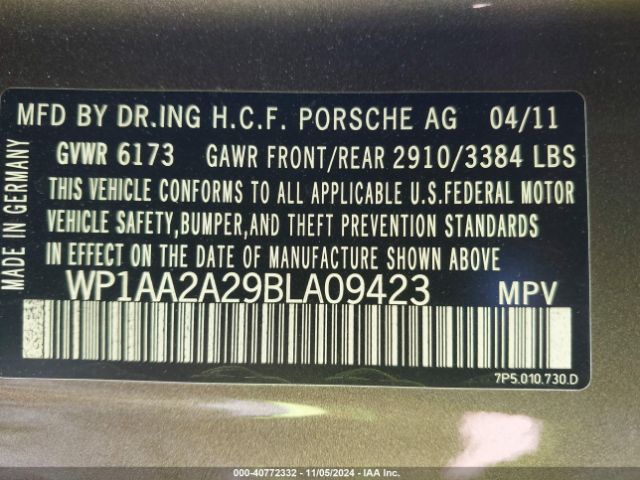 MFD BY DR.ING H.C.F. PORSCHE AG 04/11
GVWR 6173 GAWR FRONT/REAR 2910/3384 LBS
THIS VEHICLE CONFORMS TO ALL APPLICABLE U.S.FEDERAL MOTOR
VEHICLE SAFETY,BUMPER,AND THEFT PREVENTION STANDARDS
IN EFFECT ON THE DATE OF MANUFACTURE SHOWN ABOVE
WP1AA2A29BLA09423 MPV
MADE IN GERMANY
7P5.010.730.D
000-40772332 - 11/05/2024 - IAA Inc.